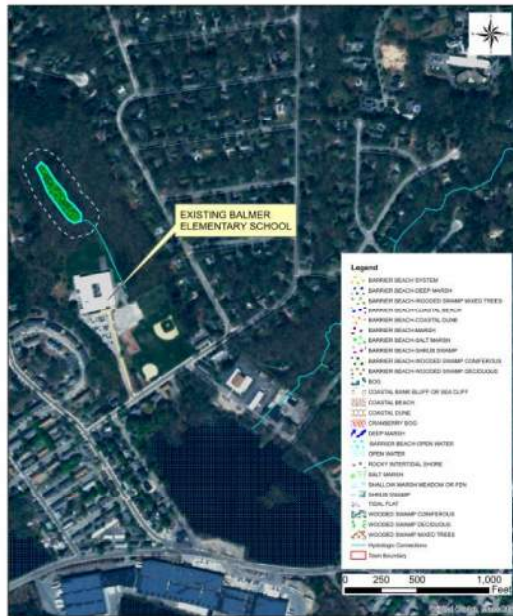 EXISTING BALMER
ELEMENTARY SCHOOL
Legend
BARRIER BEACH SYSTEM
BARRIER BEACH-DEEP MARSH
BARRIER BEACH-WOODED SWAMP MIXED TREES
BARRIER BEACH-COASTAL BEACH
BARRIER BEACH-COASTAL DUNE
BARRIER BEACH-MARSH
BARRIER BEACH-SALT MARSH
BARRIER BEACH-SHRUB SWAMP
BARRIER BEACH-WOODED SWAMP CONIFEROUS
BARRIER BEACH-WOODED SWAMP DECIDUOUS
BOG
COASTAL BANK BLUFF OR SEA CLIFF
COASTAL BEACH
COASTAL DUNE
CRANBERRY BOG
DEEP MARSH
BARRIER BEACH-OPEN WATER
OPEN WATER
ROCKY INTERTIDAL SHORE
SALT MARSH
SHALLOW MARSH MEADOW OR FEN
SHRUB SWAMP
TIDAL FLAT
WOODED SWAMP CONIFEROUS
WOODED SWAMP DECIDUOUS
WOODED SWAMP MIXED TREES
Hydrologic Connections
Town Boundary
0 250 500 1,000
Feet